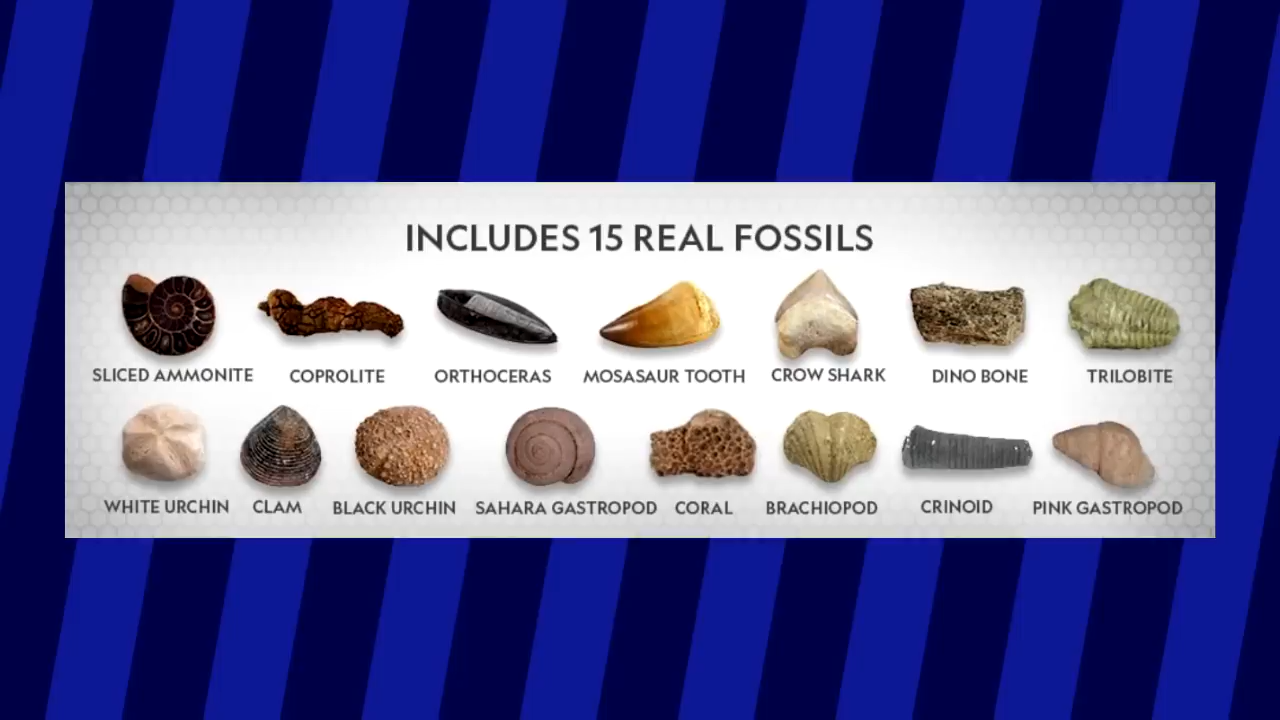 INCLUDES 15 REAL FOSSILS
SLICED AMMONITE COPROLITE ORTHOCERAS MOSASAUR TOOTH CROW SHARK DINO BONE TRILOBITE
WHITE URCHIN CLAM BLACK URCHIN SAHARA GASTROPOD CORAL BRACHIOPOD CRINOID PINK GASTROPOD